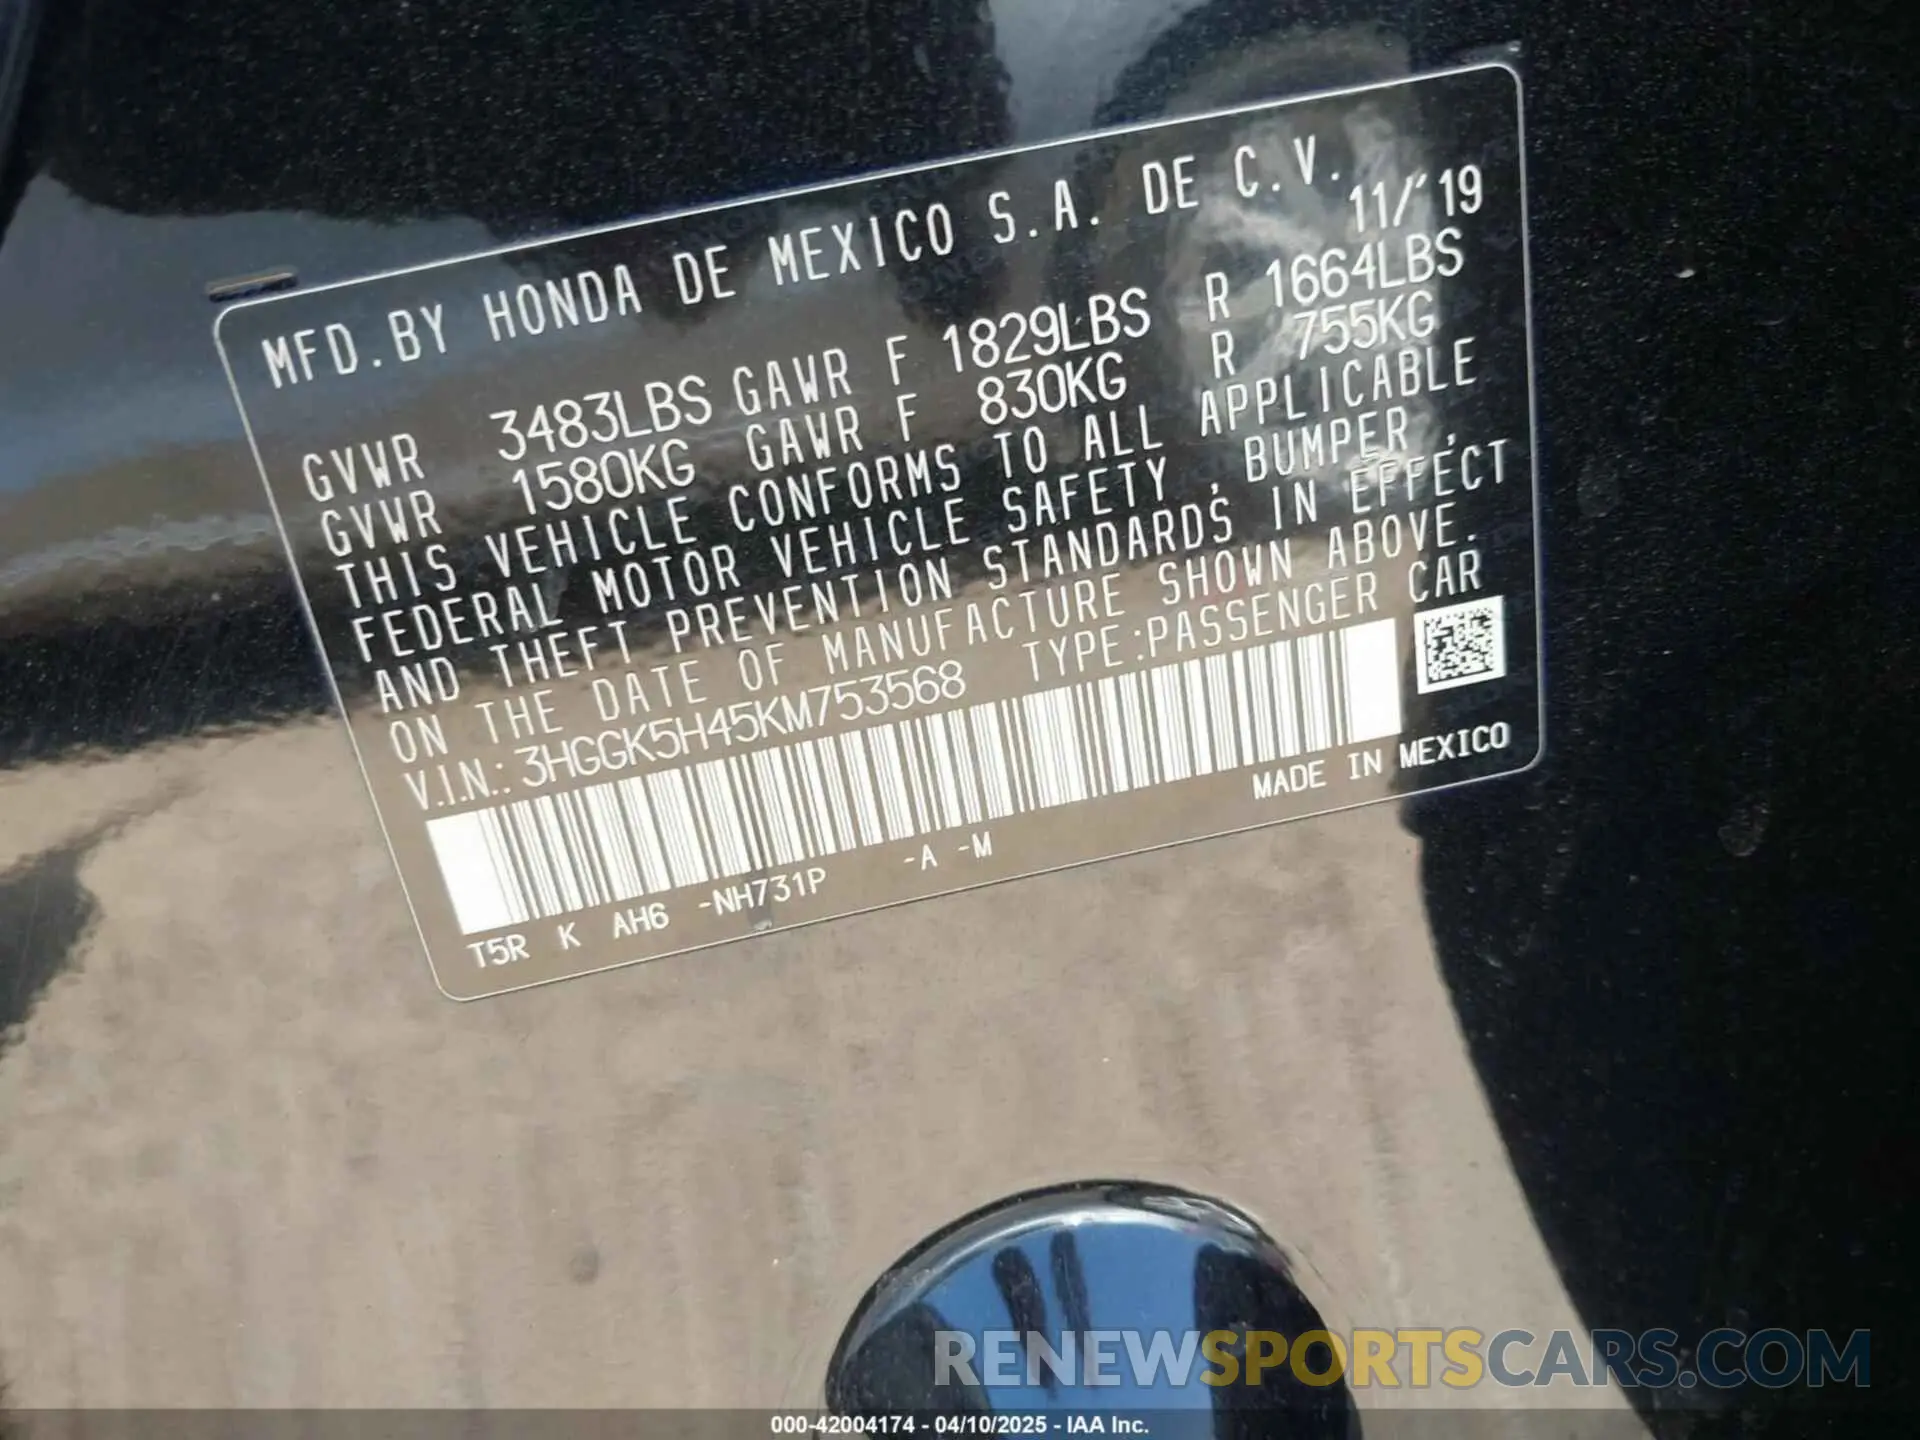 MFD.BY HONDA DE MEXICO S.A. DE C.V.
11/'19
GVWR 3483LBS GAWR F 1829LBS R 1664LBS
GVWR 1580KG GAWR F 830KG R 755KG
THIS VEHICLE CONFORMS TO ALL APPLICABLE
FEDERAL MOTOR VEHICLE SAFETY , BUMPER ,
AND THEFT PREVENTION STANDARDS IN EFFECT
ON THE DATE OF MANUFACTURE SHOWN ABOVE.
V.I.N.: 3HGGK5H45KM753568 TYPE:PASSENGER CAR
MADE IN MEXICO
T5R K AH6 -NH731P -A -M
RENEWSPORTSCARS.COM
000-42004174 - 04/10/2025 - IAA Inc.